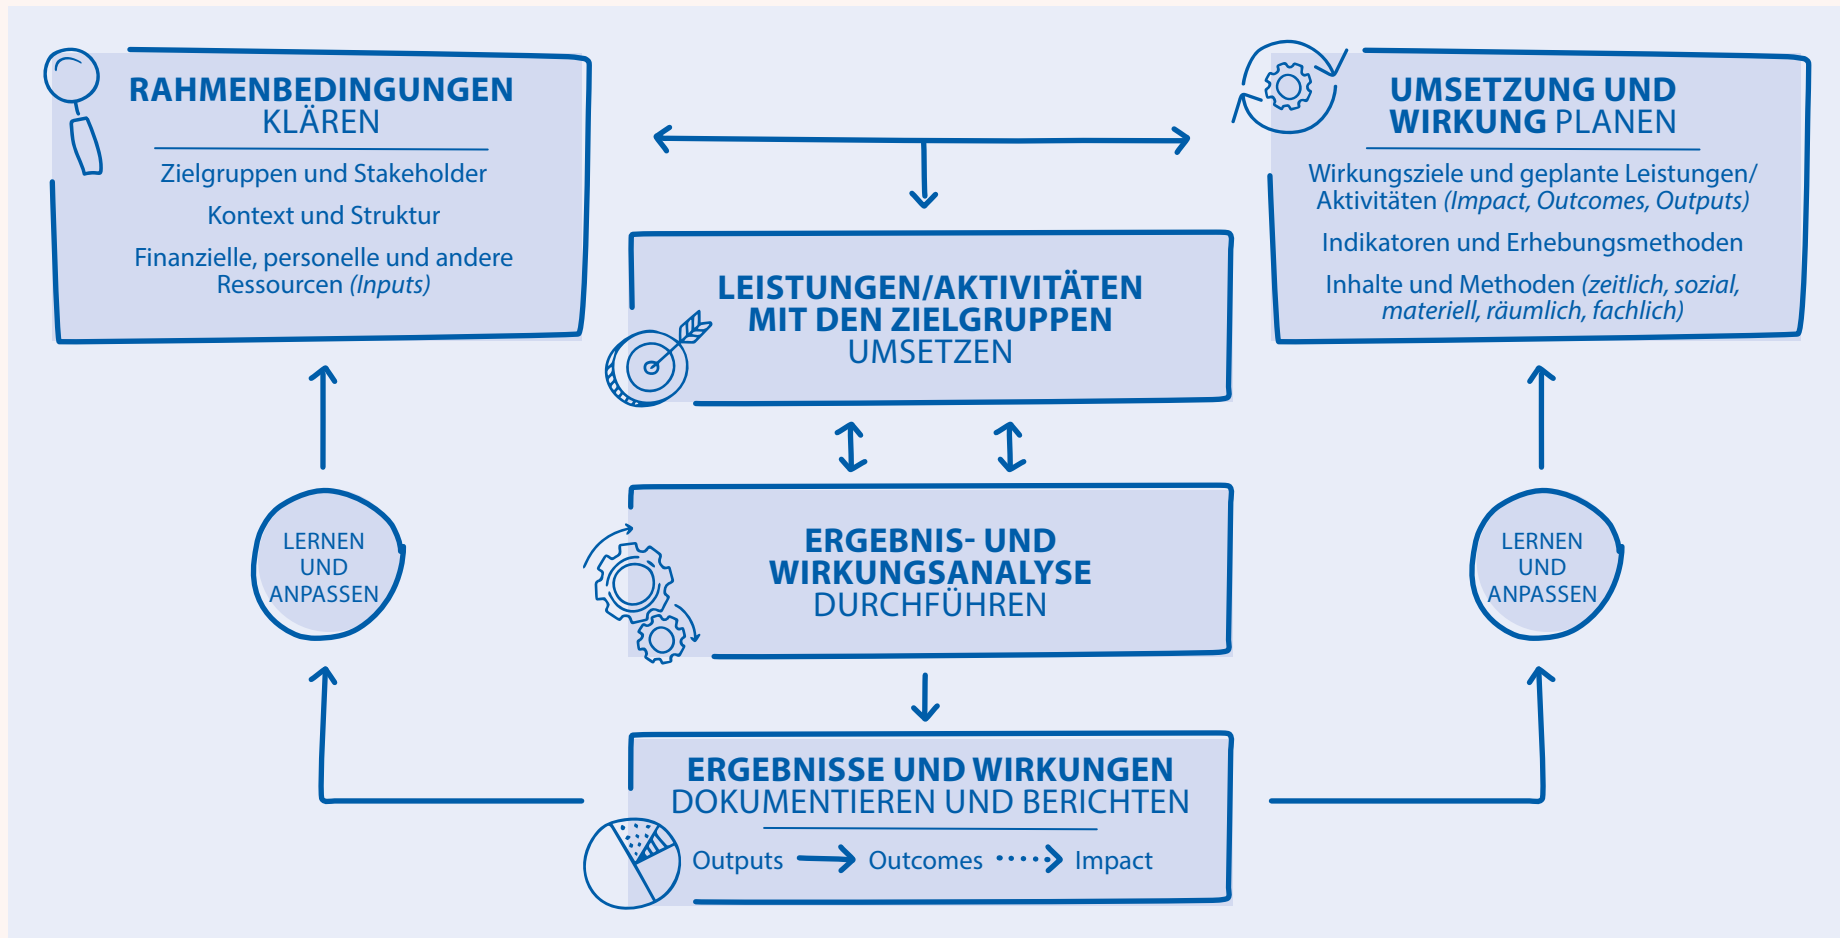 RAHMENBEDINGUNGEN
KLÄREN
Zielgruppen und Stakeholder
Kontext und Struktur
Finanzielle, personelle und andere
Ressourcen (Inputs)
UMSETZUNG UND
WIRKUNG PLANEN
Wirkungsziele und geplante Leistungen/
Aktivitäten (Impact, Outcomes, Outputs)
Indikatoren und Erhebungsmethoden
Inhalte und Methoden (zeitlich, sozial,
materiell, räumlich, fachlich)
LEISTUNGEN/AKTIVITÄTEN
MIT DEN ZIELGRUPPEN
UMSETZEN
LERNEN
UND
ANPASSEN
ERGEBNIS- UND
WIRKUNGSANALYSE
DURCHFÜHREN
LERNEN
UND
ANPASSEN
ERGEBNISSE UND WIRKUNGEN
DOKUMENTIEREN UND BERICHTEN
Outputs Outcomes Impact